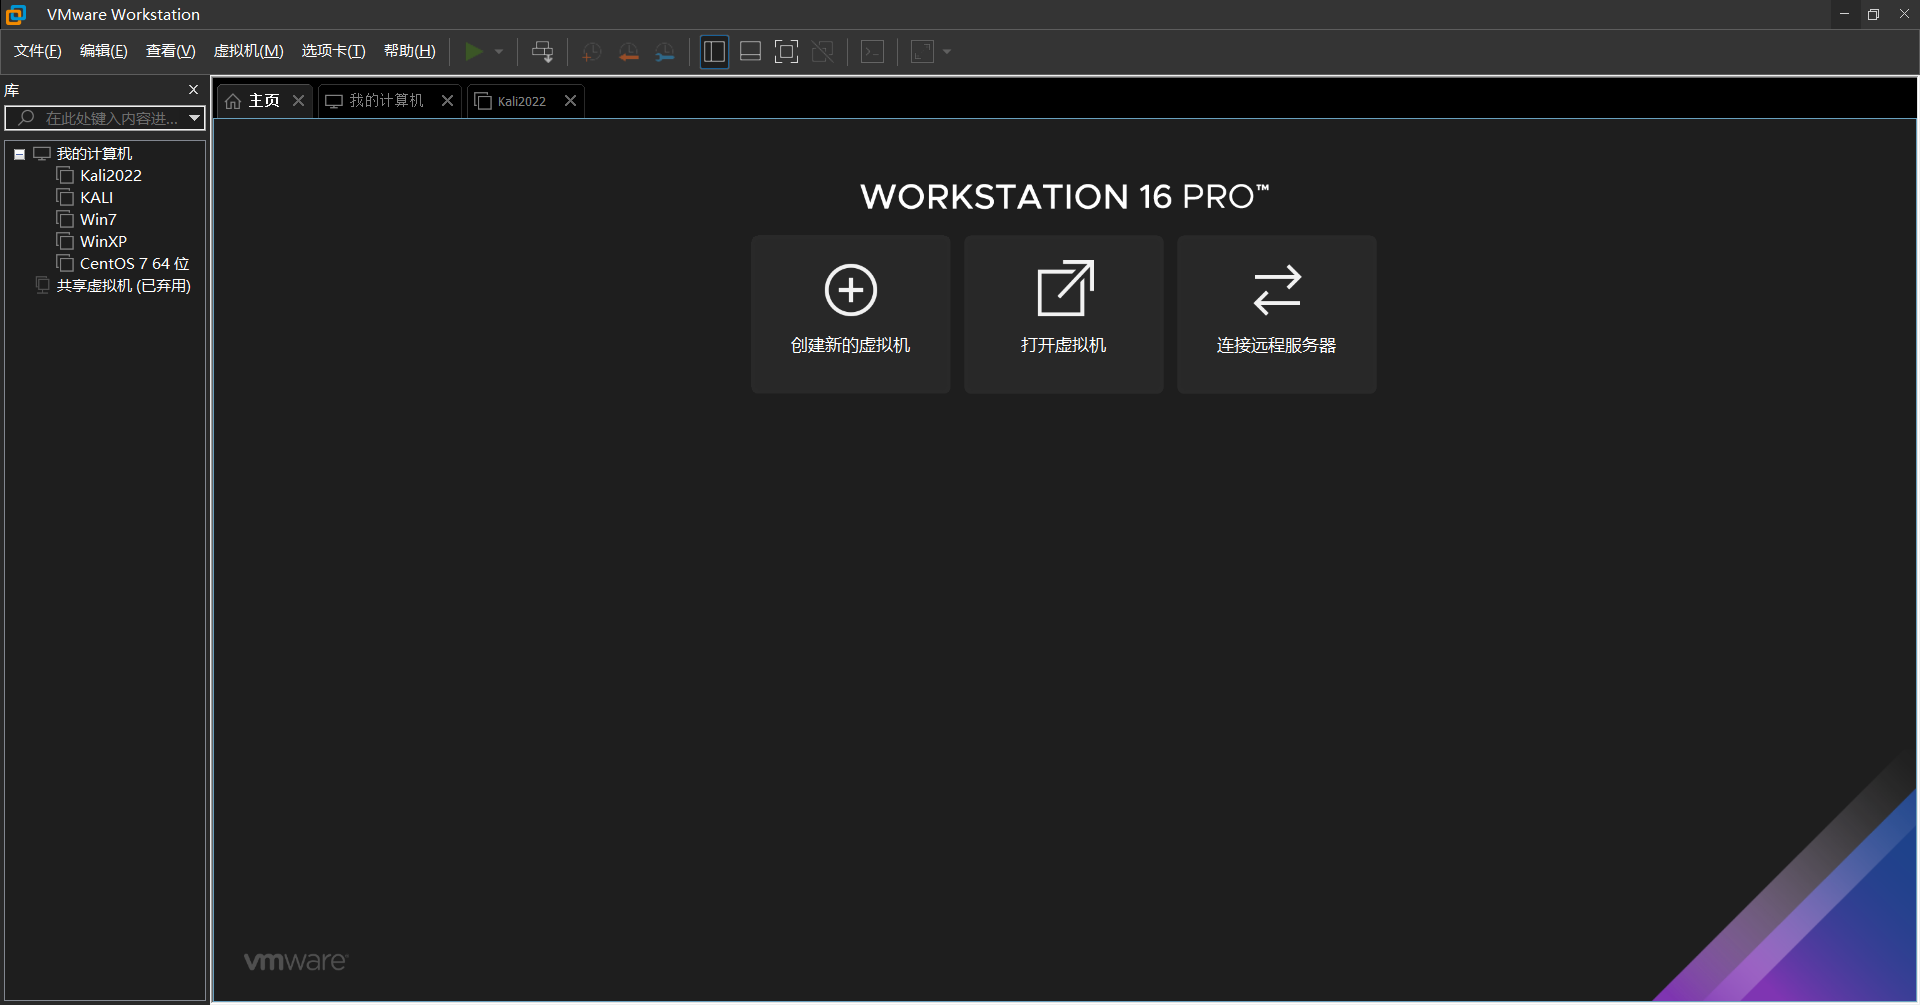 VMware Workstation
文件(F) 编辑(E) 查看(V) 虚拟机(M) 选项卡(T) 帮助(H)
库
在此处键入内容进...
我的计算机
Kali2022
KALI
Win7
WinXP
CentOS 7 64 位
共享虚拟机 (已弃用)
主页 我的计算机 Kali2022
WORKSTATION 16 PRO™
创建新的虚拟机 打开虚拟机 连接远程服务器
vmware